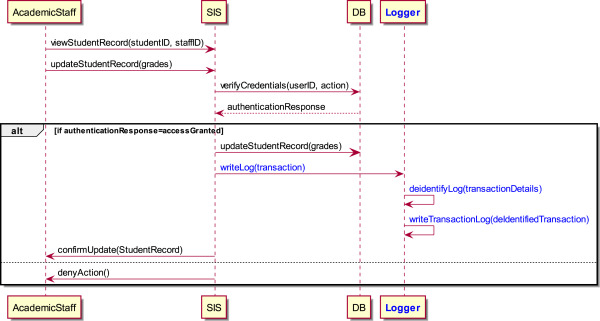 AcademicStaff SIS DB Logger
viewStudentRecord(studentID, staffID)
updateStudentRecord(grades)
verifyCredentials(userID, action)
authenticationResponse
alt [if authenticationResponse=accessGranted]
updateStudentRecord(grades)
writeLog(transaction)
deidentifyLog(transactionDetails)
writeTransactionLog(deIdentifiedTransaction)
confirmUpdate(StudentRecord)
denyAction()
AcademicStaff SIS DB Logger